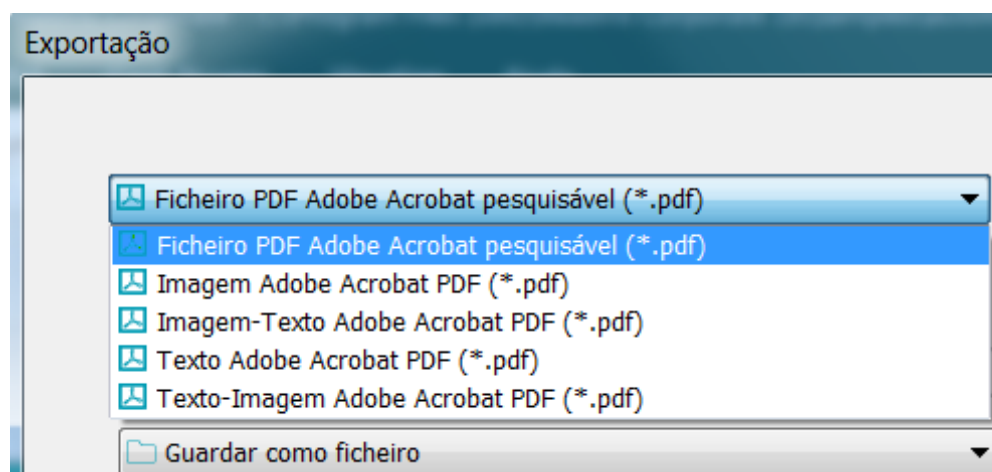 Exportação
Ficheiro PDF Adobe Acrobat pesquisável (*.pdf)
Ficheiro PDF Adobe Acrobat pesquisável (*.pdf)
Imagem Adobe Acrobat PDF (*.pdf)
Imagem-Texto Adobe Acrobat PDF (*.pdf)
Texto Adobe Acrobat PDF (*.pdf)
Texto-Imagem Adobe Acrobat PDF (*.pdf)
Guardar como ficheiro